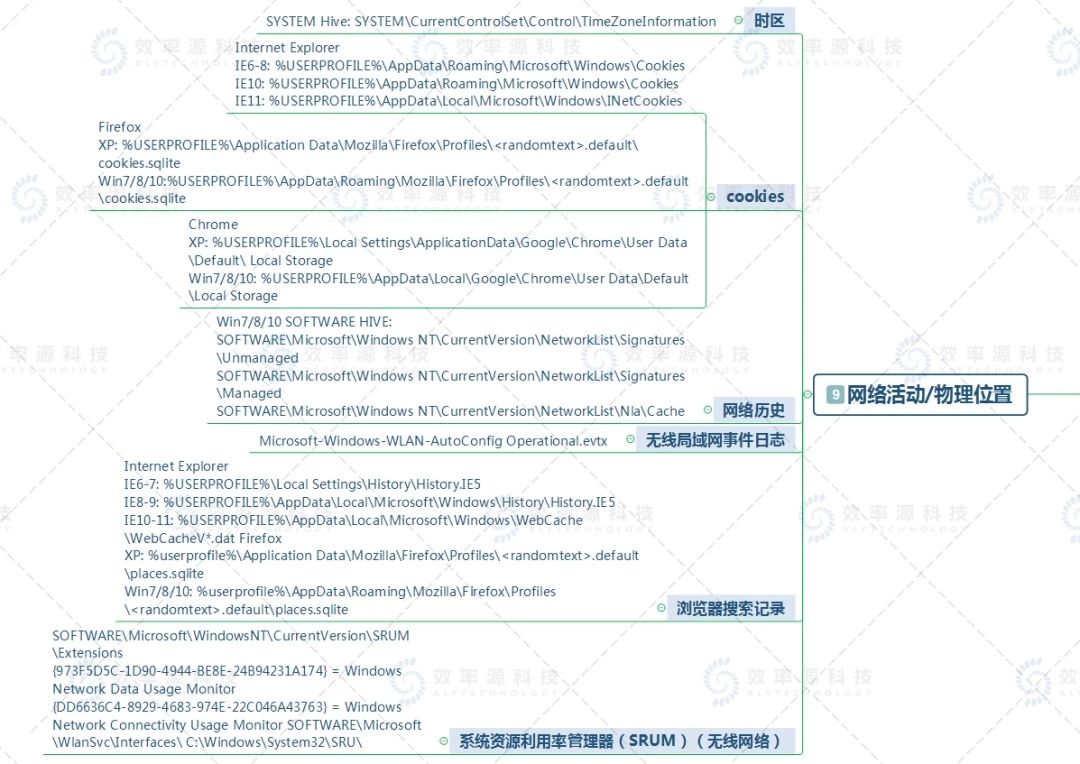 SYSTEM Hive: SYSTEM\CurrentControlSet\Control\TimeZoneInformation
时区
Internet Explorer
IE6-8: %USERPROFILE%\AppData\Roaming\Microsoft\Windows\Cookies
IE10: %USERPROFILE%\AppData\Roaming\Microsoft\Windows\Cookies
IE11: %USERPROFILE%\AppData\Local\Microsoft\Windows\INetCookies
Firefox
XP: %USERPROFILE%\Application Data\Mozilla\Firefox\Profiles\<randomtext>.default\
cookies.sqlite
Win7/8/10:%USERPROFILE%\AppData\Roaming\Mozilla\Firefox\Profiles\<randomtext>.default
\cookies.sqlite
cookies
Chrome
XP: %USERPROFILE%\Local Settings\ApplicationData\Google\Chrome\User Data
\Default\ Local Storage
Win7/8/10: %USERPROFILE%\AppData\Local\Google\Chrome\User Data\Default
\Local Storage
Win7/8/10 SOFTWARE HIVE:
SOFTWARE\Microsoft\Windows NT\CurrentVersion\NetworkList\Signatures
\Unmanaged
SOFTWARE\Microsoft\Windows NT\CurrentVersion\NetworkList\Signatures
\Managed
SOFTWARE\Microsoft\Windows NT\CurrentVersion\NetworkList\Nla\Cache
网络历史
9 网络活动/物理位置
Microsoft-Windows-WLAN-AutoConfig Operational.evtx
无线局域网事件日志
Internet Explorer
IE6-7: %USERPROFILE%\Local Settings\History\History.IE5
IE8-9: %USERPROFILE%\AppData\Local\Microsoft\Windows\History\History.IE5
IE10-11: %USERPROFILE%\AppData\Local\Microsoft\Windows\WebCache
\WebCacheV*.dat Firefox
XP: %userprofile%\Application Data\Mozilla\Firefox\Profiles\<randomtext>.default
\places.sqlite
Win7/8/10: %userprofile%\AppData\Roaming\Mozilla\Firefox\Profiles
\<randomtext>.default\places.sqlite
浏览器搜索记录
SOFTWARE\Microsoft\WindowsNT\CurrentVersion\SRUM
\Extensions
{973F5D5C-1D90-4944-BE8E-24B94231A174} = Windows
Network Data Usage Monitor
{DD6636C4-8929-4683-974E-22C046A43763} = Windows
Network Connectivity Usage Monitor SOFTWARE\Microsoft
\WlanSvc\Interfaces\ C:\Windows\System32\SRU\
系统资源利用率管理器（SRUM）（无线网络）
效率源科技
XLYTECHNOLOGY